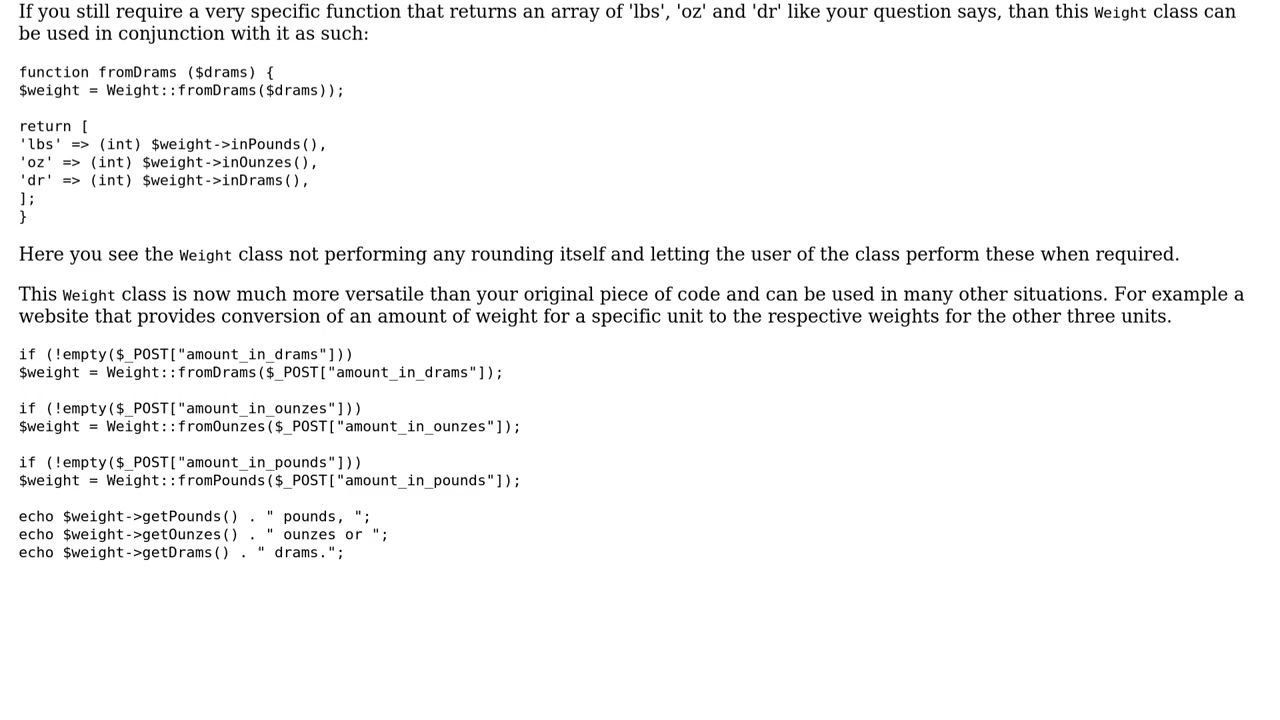 If you still require a very specific function that returns an array of 'lbs', 'oz' and 'dr' like your question says, than this Weight class can
be used in conjunction with it as such:
function fromDrams ($drams) {
$weight = Weight::fromDrams($drams));
return [
'lbs' => (int) $weight->inPounds(),
'oz' => (int) $weight->inOunzes(),
'dr' => (int) $weight->inDrams(),
];
}
Here you see the Weight class not performing any rounding itself and letting the user of the class perform these when required.
This Weight class is now much more versatile than your original piece of code and can be used in many other situations. For example a
website that provides conversion of an amount of weight for a specific unit to the respective weights for the other three units.
if (!empty($_POST["amount_in_drams"]))
$weight = Weight::fromDrams($_POST["amount_in_drams"]);
if (!empty($_POST["amount_in_ounzes"]))
$weight = Weight::fromOunzes($_POST["amount_in_ounzes"]);
if (!empty($_POST["amount_in_pounds"]))
$weight = Weight::fromPounds($_POST["amount_in_pounds"]);
echo $weight->getPounds() . " pounds, ";
echo $weight->getOunzes() . " ounzes or ";
echo $weight->getDrams() . " drams.";